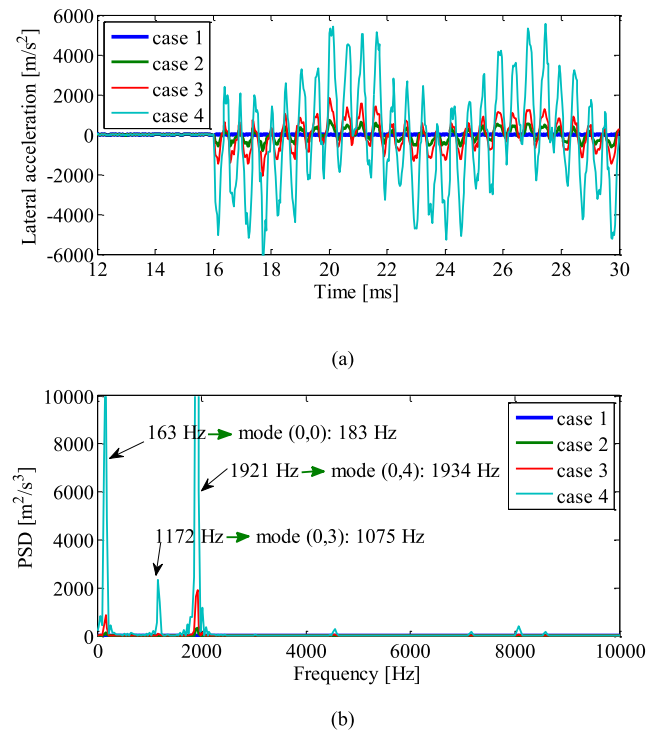 6000
4000
2000
0
-2000
-4000
-6000
Lateral acceleration [m/s²]
case 1
case 2
case 3
case 4
12 14 16 18 20 22 24 26 28 30
Time [ms]
(a)
10000
8000
6000
4000
2000
0
PSD [m²/s³]
case 1
case 2
case 3
case 4
163 Hz mode (0,0): 183 Hz
1921 Hz mode (0,4): 1934 Hz
1172 Hz mode (0,3): 1075 Hz
0 2000 4000 6000 8000 10000
Frequency [Hz]
(b)